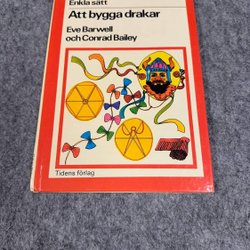 Enkla sätt
Att bygga drakar
Eve Barwell
och Conrad Bailey
Tidens förlag